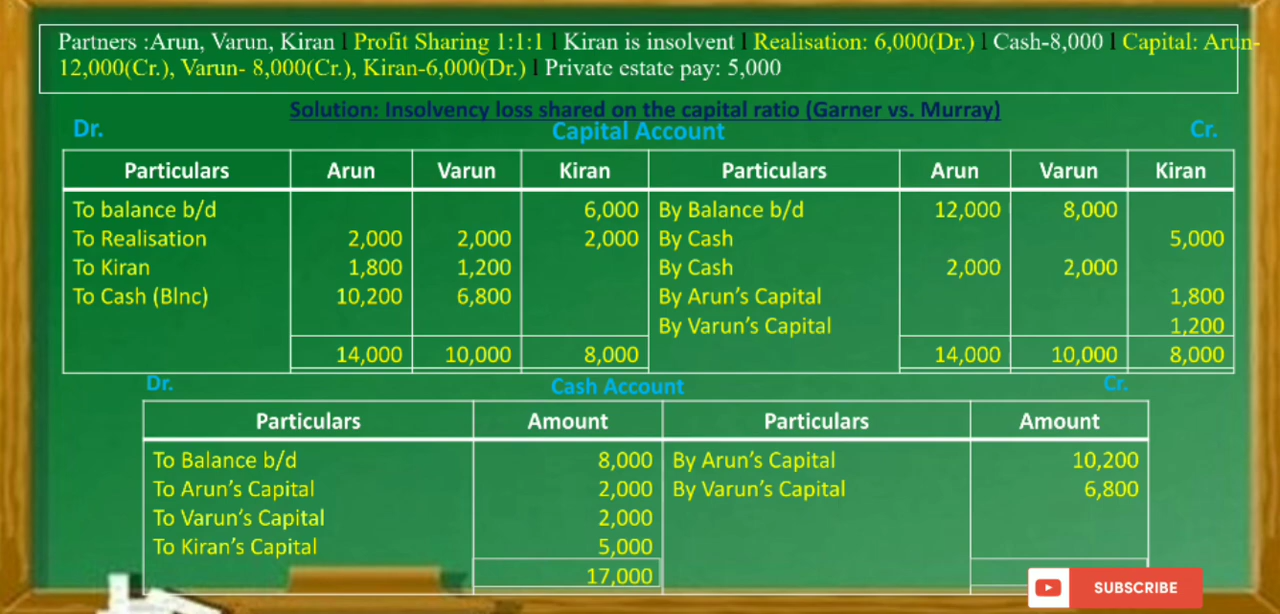 Partners :Arun, Varun, Kiran l Profit Sharing 1:1:1 l Kiran is insolvent l Realisation: 6,000(Dr.) l Cash-8,000 l Capital: Arun-
12,000(Cr.), Varun- 8,000(Cr.), Kiran-6,000(Dr.) l Private estate pay: 5,000
Solution: Insolvency loss shared on the capital ratio (Garner vs. Murray)
Dr. Capital Account Cr.
Particulars Arun Varun Kiran Particulars Arun Varun Kiran
To balance b/d 6,000 By Balance b/d 12,000 8,000
To Realisation 2,000 2,000 2,000 By Cash 5,000
To Kiran 1,800 1,200 By Cash 2,000 2,000
To Cash (Blnc) 10,200 6,800 By Arun’s Capital 1,800
By Varun’s Capital 1,200
14,000 10,000 8,000 14,000 10,000 8,000
Dr. Cash Account Cr.
Particulars Amount Particulars Amount
To Balance b/d 8,000 By Arun’s Capital 10,200
To Arun’s Capital 2,000 By Varun’s Capital 6,800
To Varun’s Capital 2,000
To Kiran’s Capital 5,000
17,000
SUBSCRIBE